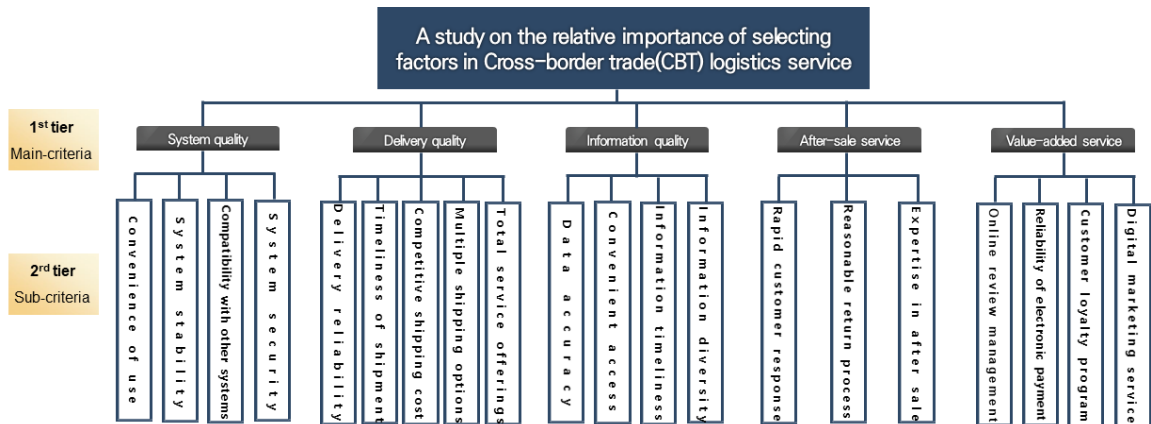 A study on the relative importance of selecting
factors in Cross-border trade(CBT) logistics service
1st tier
Main-criteria
System quality
Delivery quality
Information quality
After-sale service
Value-added service
2rd tier
Sub-criteria
Convenience of use
System stability
Compatibility with other systems
System security
Delivery reliability
Timeliness of shipment
Competitive shipping cost
Multiple shipping options
Total service offerings
Data accuracy
Convenient access
Information timeliness
Information diversity
Rapid customer response
Reasonable return process
Expertise in after sale
Online review management
Reliability of electronic payment
Customer loyalty program
Digital marketing service